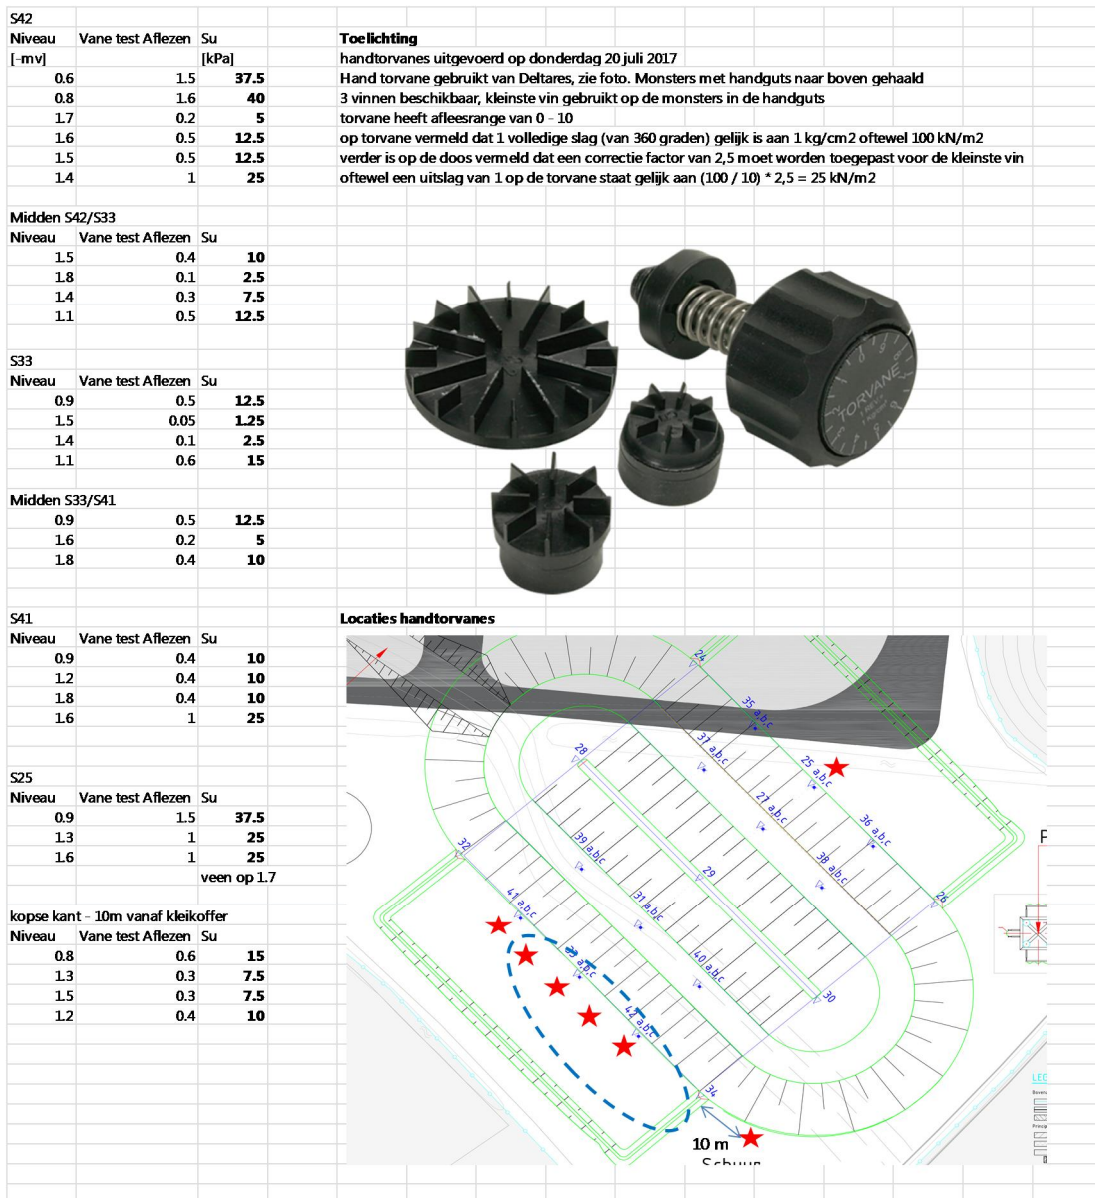 S42
Niveau Vane test Aflezen Su Toelichting
[-mv] [kPa] handtorvanes uitgevoerd op donderdag 20 juli 2017
0.6 1.5 37.5 Hand torvane gebruikt van Deltares, zie foto. Monsters met handguts naar boven gehaald
0.8 1.6 40 3 vinnen beschikbaar, kleinste vin gebruikt op de monsters in de handguts
1.7 0.2 5 torvane heeft afleesrange van 0 - 10
1.6 0.5 12.5 op torvane vermeld dat 1 volledige slag (van 360 graden) gelijk is aan 1 kg/cm2 oftewel 100 kN/m2
1.5 0.5 12.5 verder is op de doos vermeld dat een correctie factor van 2,5 moet worden toegepast voor de kleinste vin
1.4 1 25 oftewel een uitslag van 1 op de torvane staat gelijk aan (100 / 10) * 2,5 = 25 kN/m2
Midden S42/S33
Niveau Vane test Aflezen Su
1.5 0.4 10
1.8 0.1 2.5
1.4 0.3 7.5
1.1 0.5 12.5
S33
Niveau Vane test Aflezen Su
0.9 0.5 12.5
1.5 0.05 1.25
1.4 0.1 2.5
1.1 0.6 15
TORVANE
Midden S33/S41
0.9 0.5 12.5
1.6 0.2 5
1.8 0.4 10
S41 Locaties handtorvanes
Niveau Vane test Aflezen Su
0.9 0.4 10
1.2 0.4 10
1.8 0.4 10
1.6 1 25
S25
Niveau Vane test Aflezen Su
0.9 1.5 37.5
1.3 1 25
1.6 1 25
veen op 1.7
kopse kant - 10m vanaf kleikoffer
Niveau Vane test Aflezen Su
0.8 0.6 15
1.3 0.3 7.5
1.5 0.3 7.5
1.2 0.4 10
24
35 a,b,c
37 a,b,c
28
25 a,b,c
27 a,b,c
36 a,b,c
32
39 a,b,c
38 a,b,c
29
26
41 a,b,c
31 a,b,c
40 a,b,c
30
42 a,b,c
34
10 m